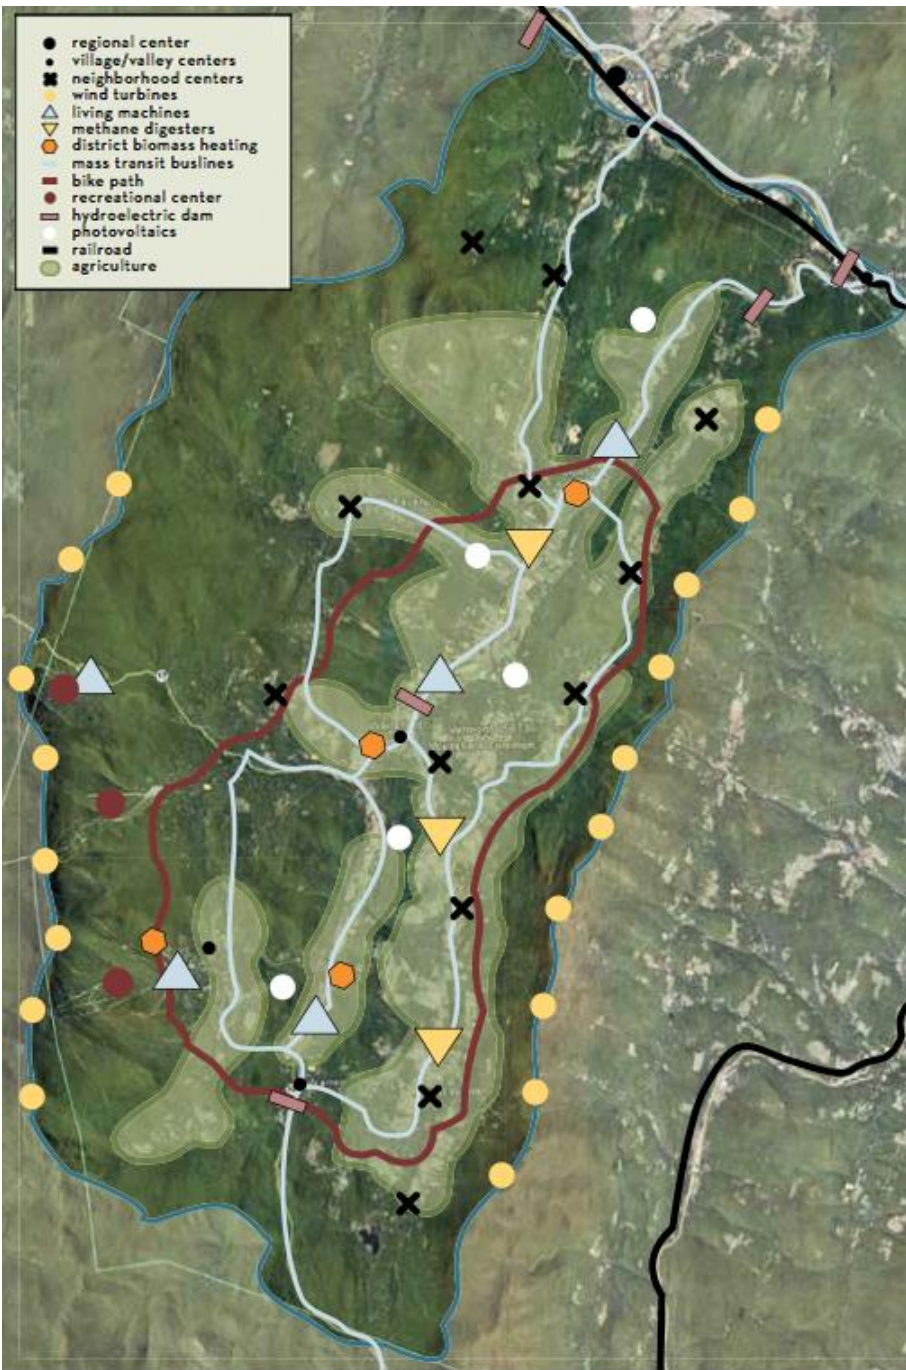 regional center
village/valley centers
neighborhood centers
wind turbines
living machines
methane digesters
district biomass heating
mass transit buslines
bike path
recreational center
hydroelectric dam
photovoltaics
railroad
agriculture